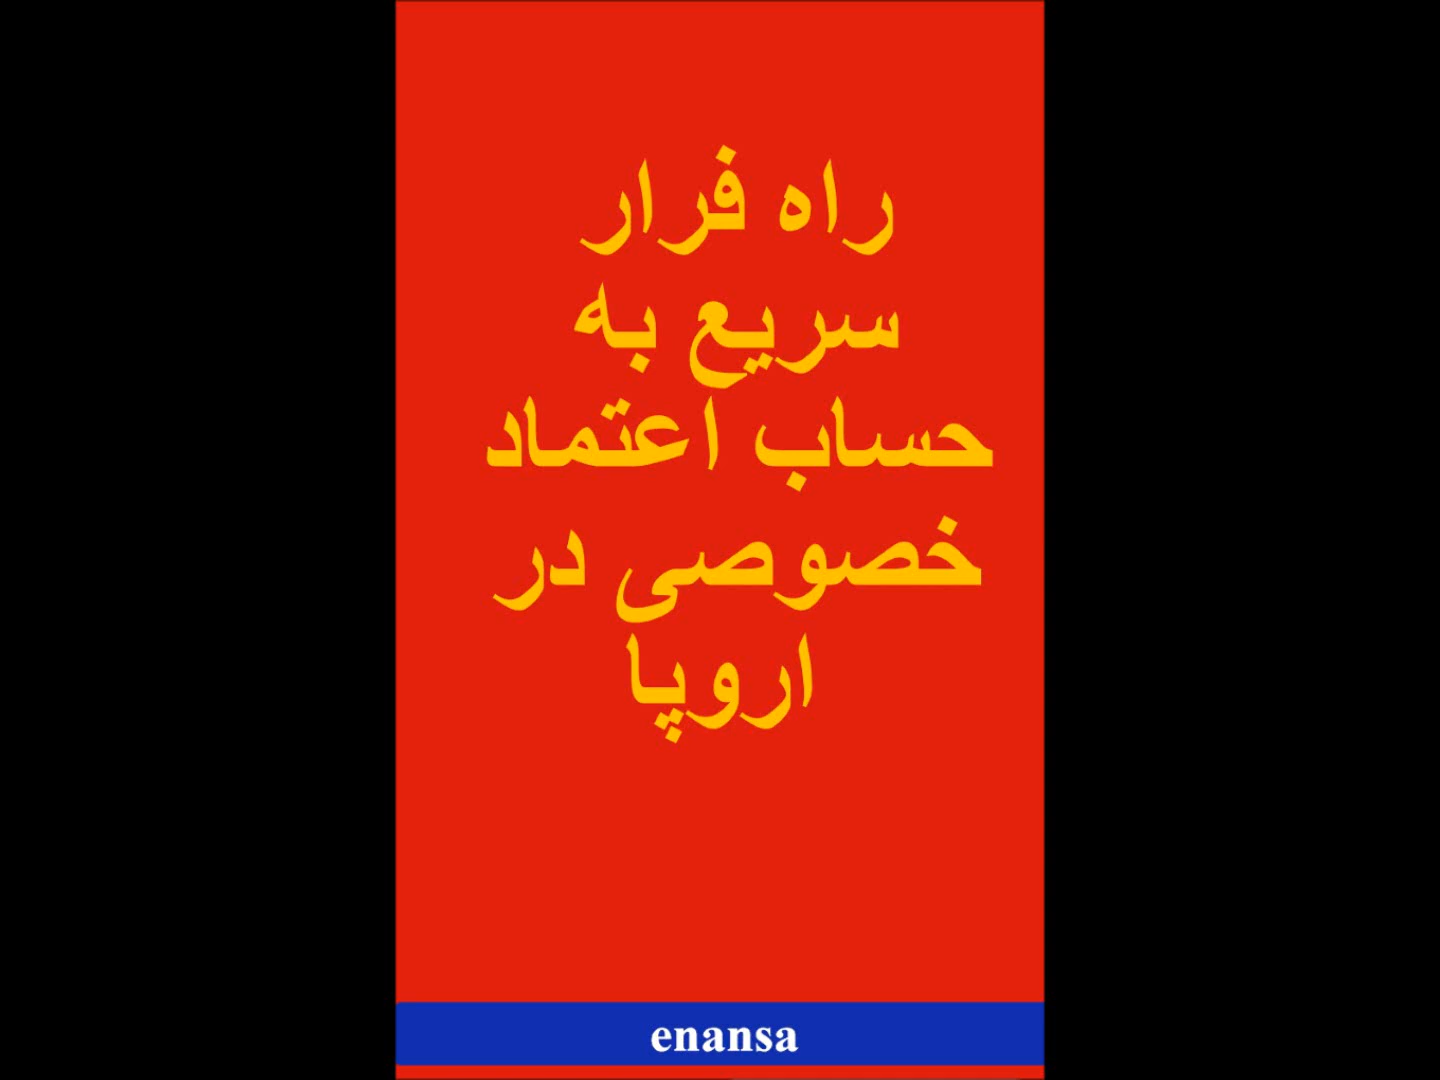 راه فرار
سریع به
حساب اعتماد
خصوصی در
اروپا
enansa